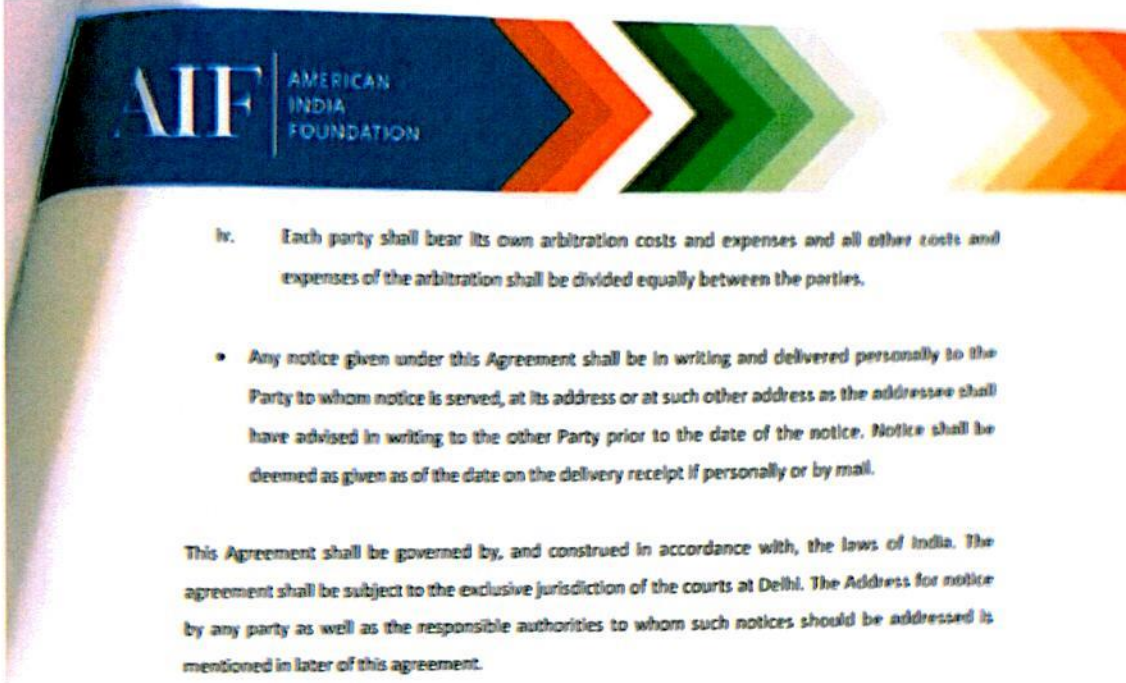 AIF
AMERICAN
INDIA
FOUNDATION
iv. Each party shall bear its own arbitration costs and expenses and all other costs and
expenses of the arbitration shall be divided equally between the parties.
• Any notice given under this Agreement shall be in writing and delivered personally to the
Party to whom notice is served, at its address or at such other address as the addressee shall
have advised in writing to the other Party prior to the date of the notice. Notice shall be
deemed as given as of the date on the delivery receipt if personally or by mail.
This Agreement shall be governed by, and construed in accordance with, the laws of India. The
agreement shall be subject to the exclusive jurisdiction of the courts at Delhi. The Address for notice
by any party as well as the responsible authorities to whom such notices should be addressed is
mentioned in later of this agreement.